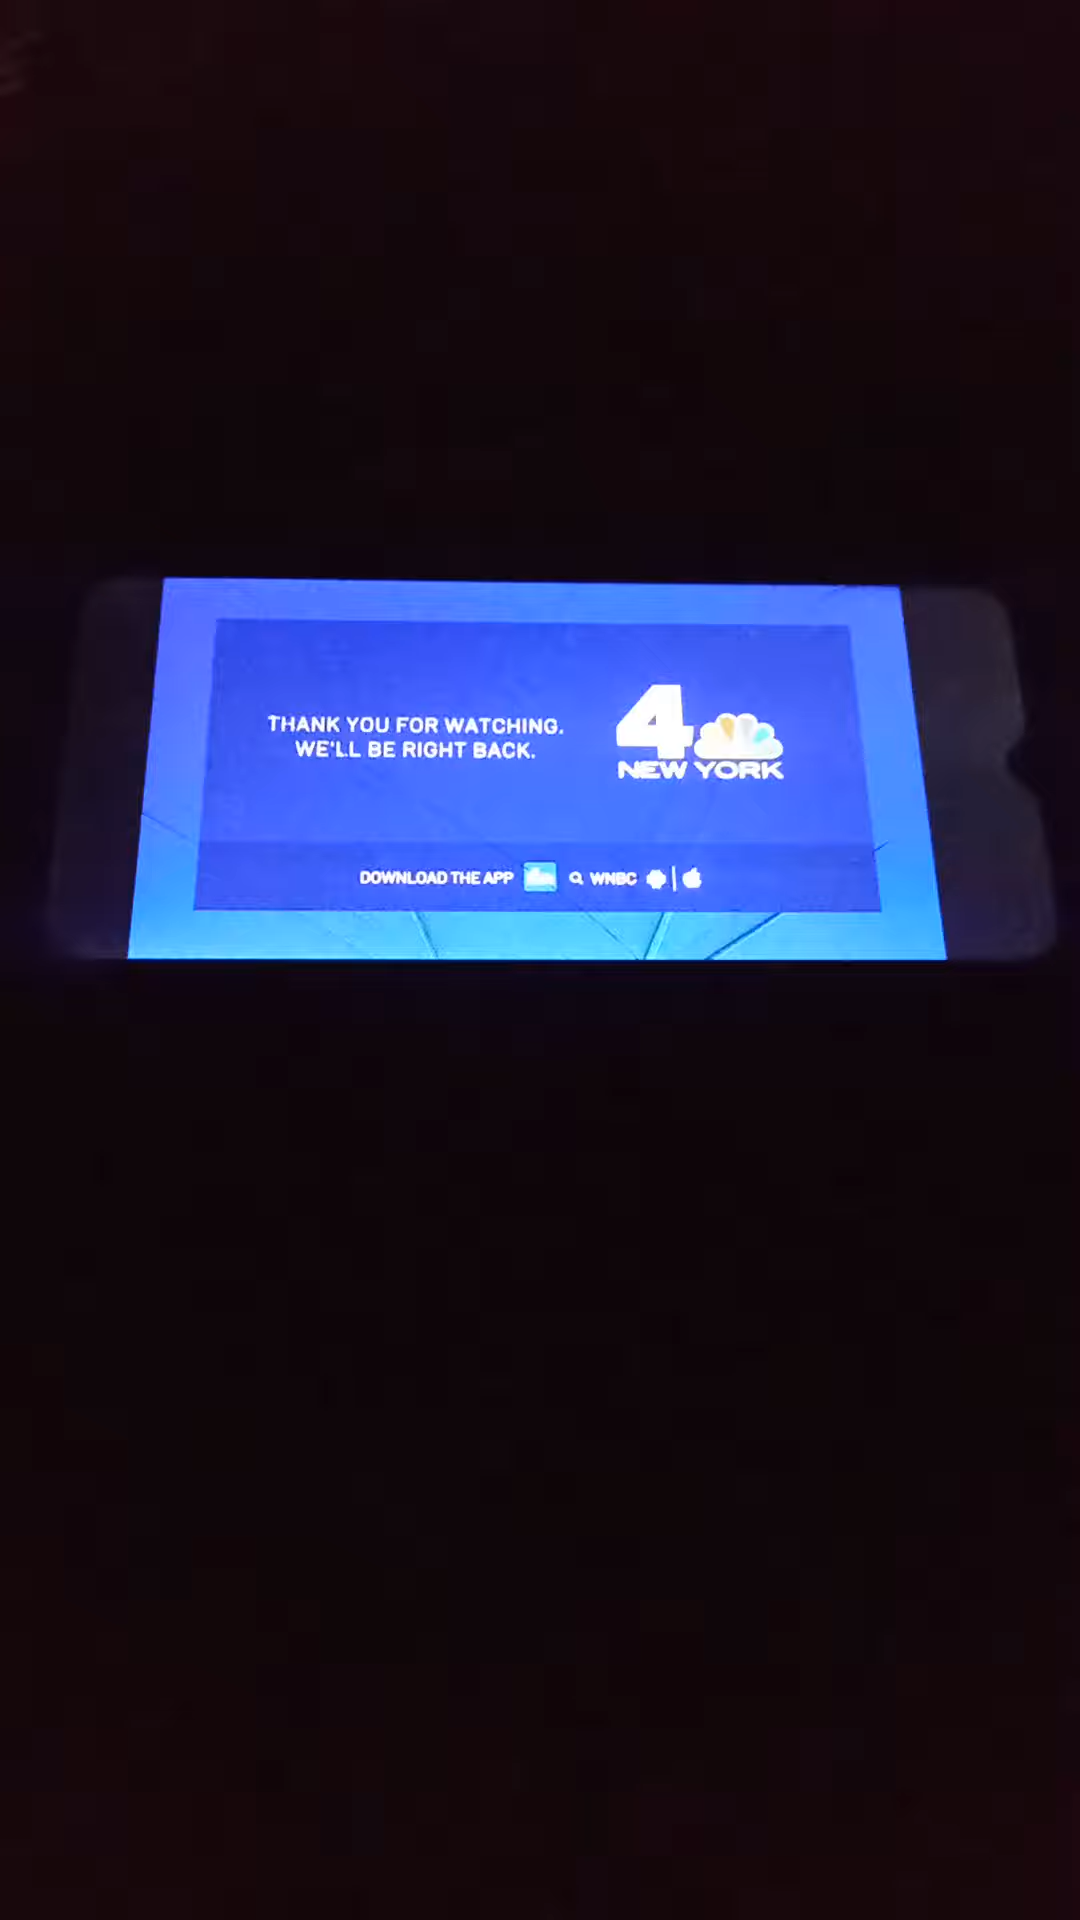 THANK YOU FOR WATCHING.
WE'LL BE RIGHT BACK.
4
NEW YORK
DOWNLOAD THE APP WNBC